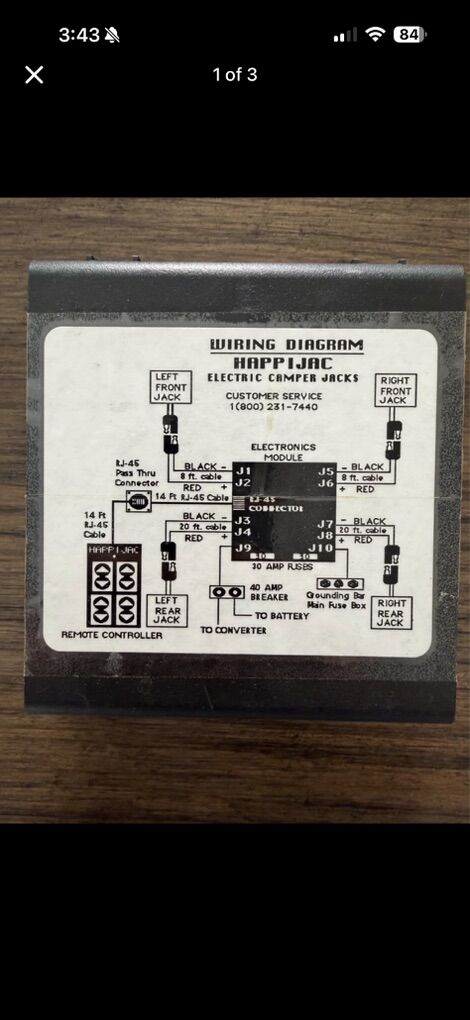 3:43
84
1 of 3
WIRING DIAGRAM
HAPPIJAC
ELECTRIC CAMPER JACKS
CUSTOMER SERVICE
1(800) 231-7440
LEFT
FRONT
JACK
RIGHT
FRONT
JACK
ELECTRONICS
MODULE
BLACK -
8 ft. cable
RED +
J1
J2
J5
J6
- BLACK
8 ft. cable
+ RED
RJ-45
Pass Thru
Connector
14 Ft RJ-45 Cable
RJ-45
CONNECTOR
14 Ft
RJ-45
Cable
BLACK -
20 ft. cable
RED +
J3
J4
J7
J8
- BLACK
20 ft. cable
+ RED
J9
J10
30 30
30 AMP FUSES
HAPPIJAC
REMOTE CONTROLLER
LEFT
REAR
JACK
40 AMP
BREAKER
TO BATTERY
TO CONVERTER
Grounding Bar
Main Fuse Box
RIGHT
REAR
JACK